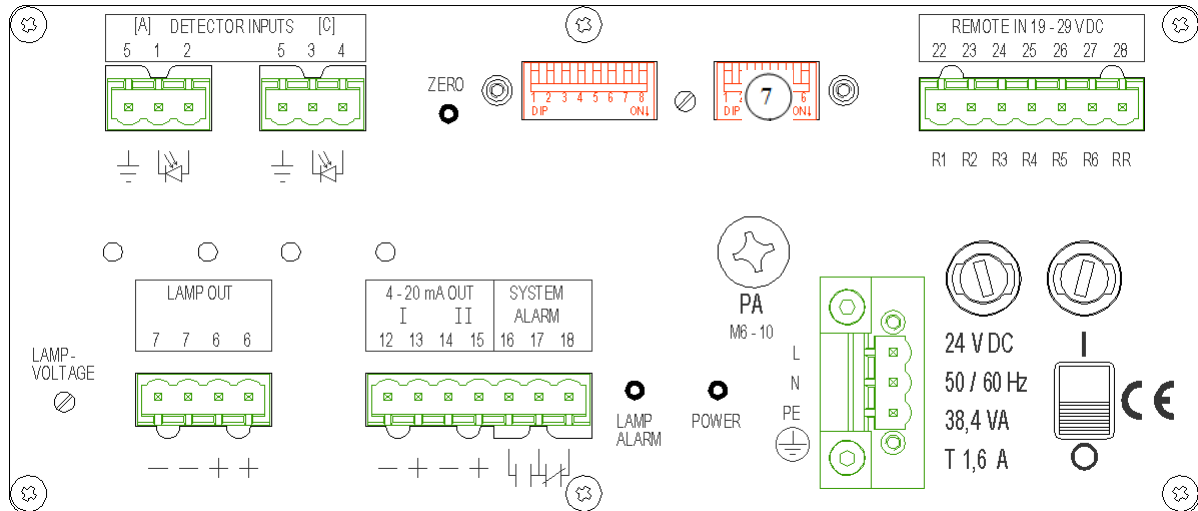 [A] DETECTOR INPUTS [C]
5 1 2 5 3 4
ZERO
1 2 3 4 5 6 7 8
DIP ON↓
1 2 7 6
DIP ON↓
REMOTE IN 19 - 29 V DC
22 23 24 25 26 27 28
R1 R2 R3 R4 R5 R6 RR
LAMP OUT
7 7 6 6
LAMP-
VOLTAGE
− − + +
4 - 20 mA OUT
I II
SYSTEM
ALARM
12 13 14 15 16 17 18
− + − +
LAMP
ALARM
POWER
PA
M6 - 10
L
N
PE
24 V DC
50 / 60 Hz
38,4 VA
T 1,6 A
I
O
CE